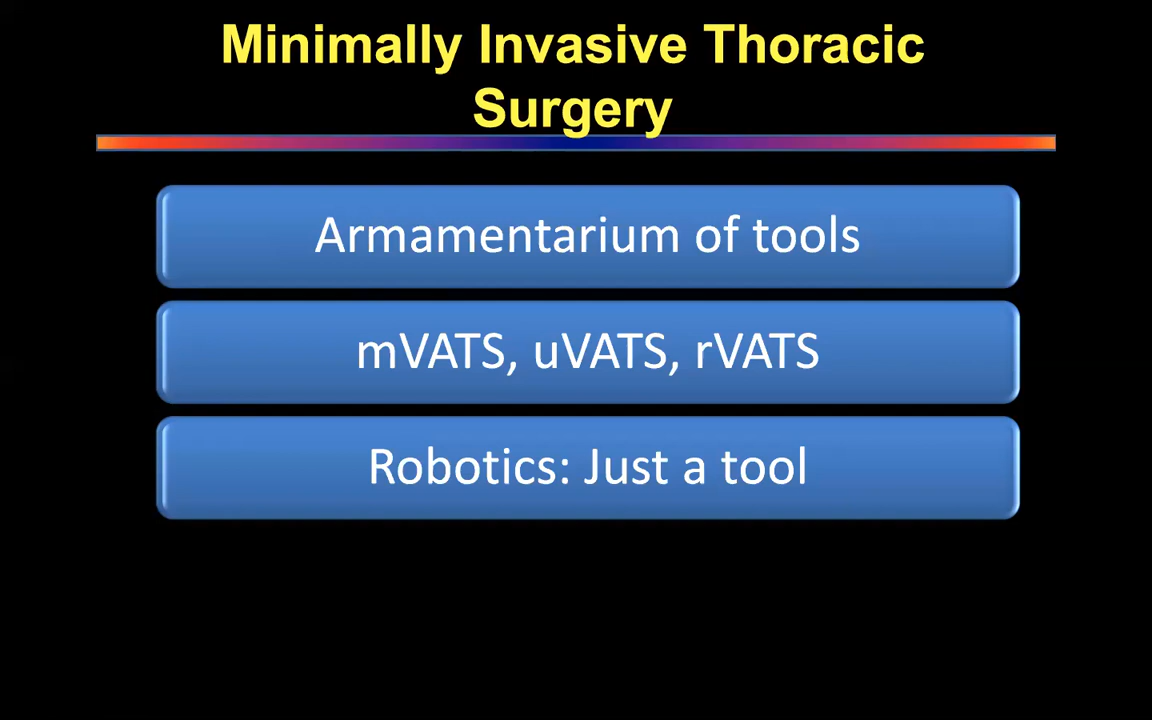 Minimally Invasive Thoracic
Surgery
Armamentarium of tools
mVATS, uVATS, rVATS
Robotics: Just a tool